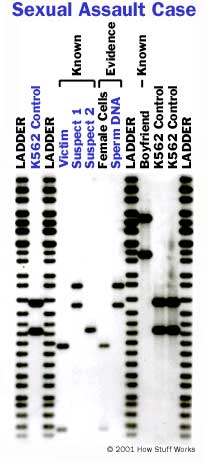 Sexual Assault Case
Known
Evidence
Known
LADDER
K562 Control
LADDER
Victim
Suspect 1
Suspect 2
Female Cells
Sperm DNA
LADDER
Boyfriend
K562 Control
K562 Control
LADDER
© 2001 How Stuff Works